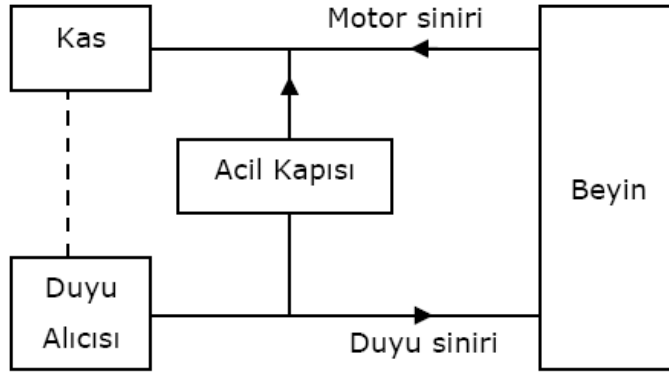 Motor siniri
Kas
Acil Kapısı
Beyin
Duyu
Alıcısı
Duyu siniri